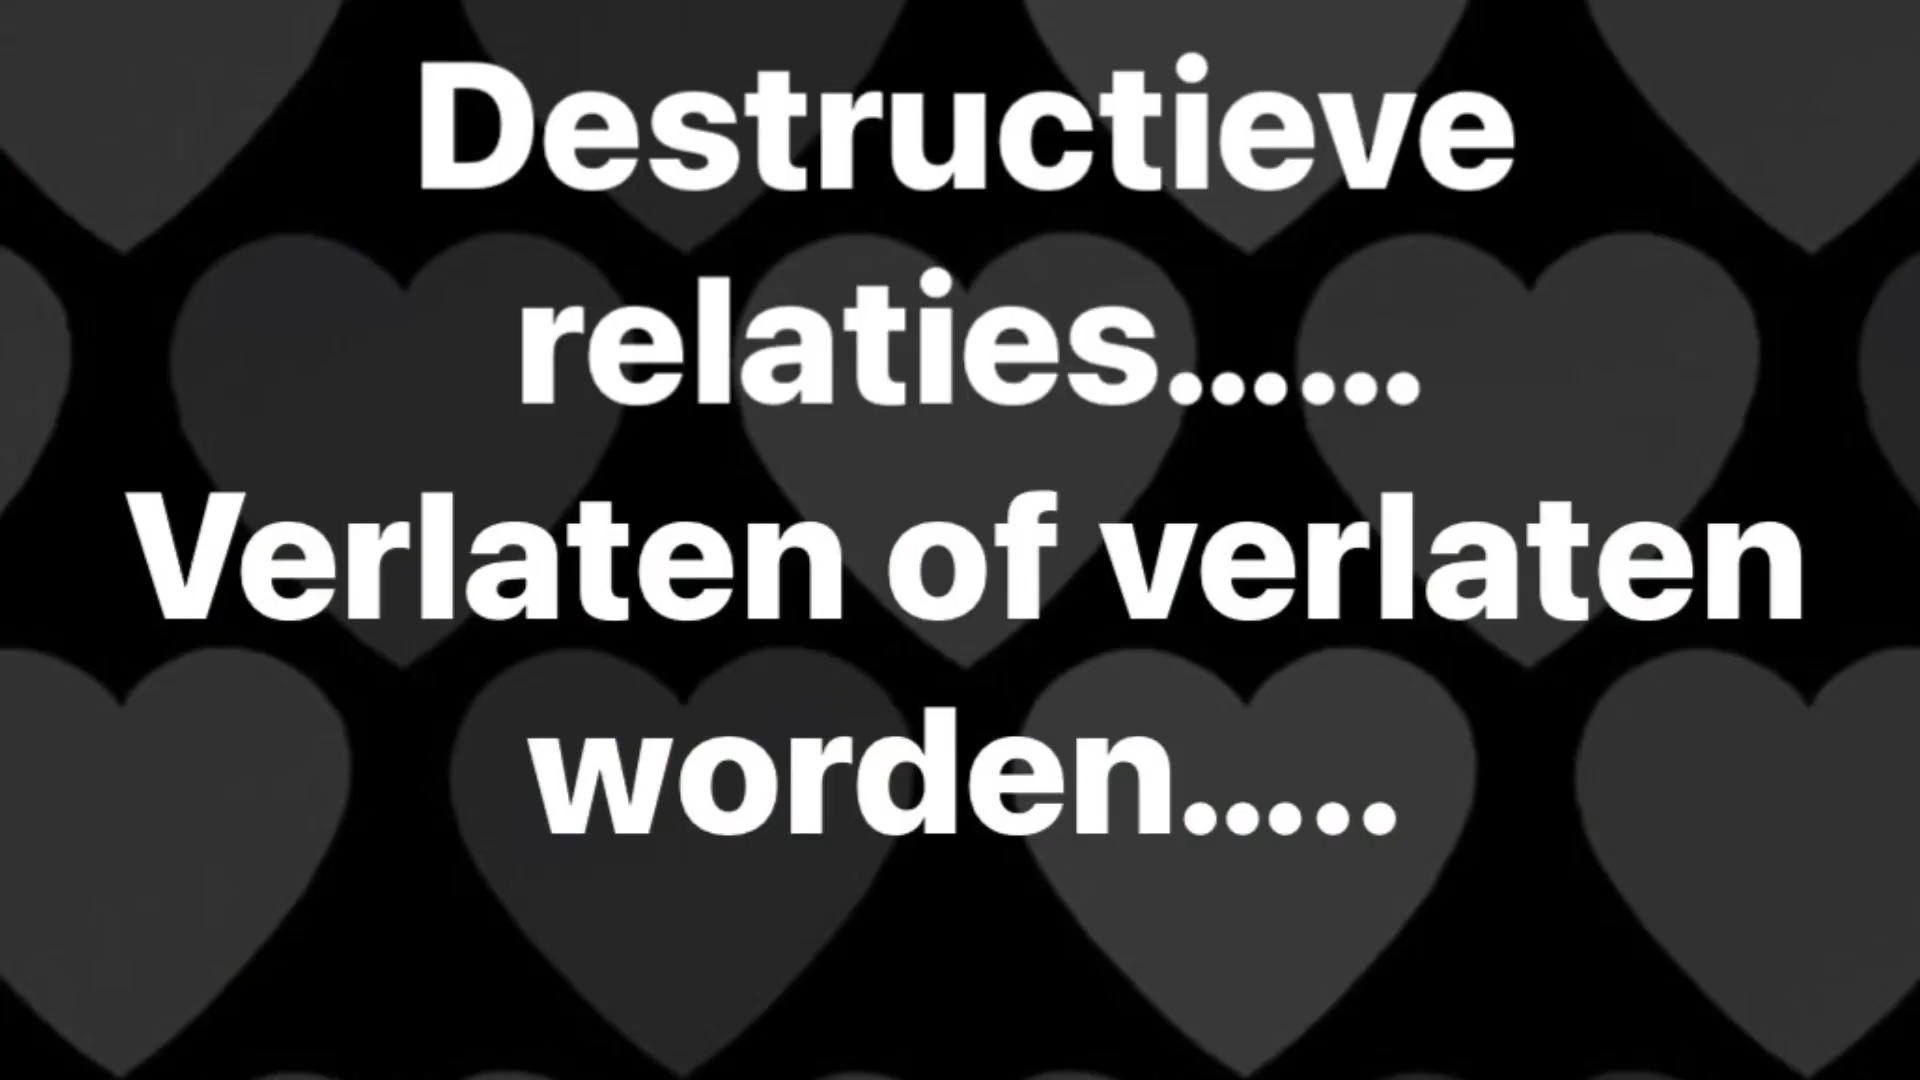 Destructieve
relaties......
Verlaten of verlaten
worden.....